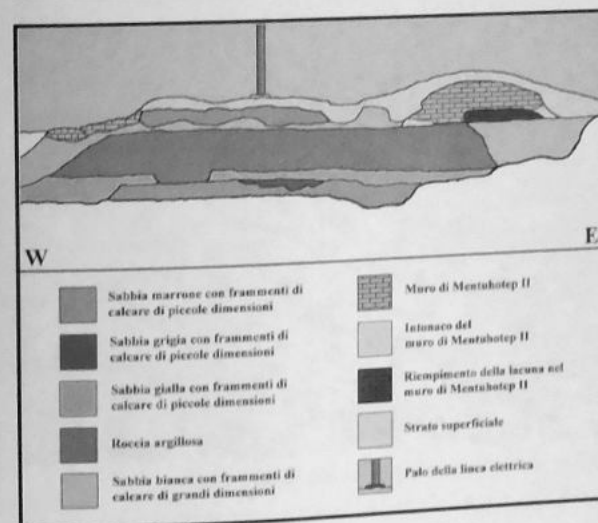 W
E
Sabbia marrone con frammenti di
calcare di piccole dimensioni
Sabbia grigia con frammenti di
calcare di piccole dimensioni
Sabbia gialla con frammenti di
calcare di piccole dimensioni
Roccia argillosa
Sabbia bianca con frammenti di
calcare di grandi dimensioni
Muro di Mentuhotep II
Intonaco del
muro di Mentuhotep II
Riempimento della lacuna nel
muro di Mentuhotep II
Strato superficiale
Palo della linea elettrica